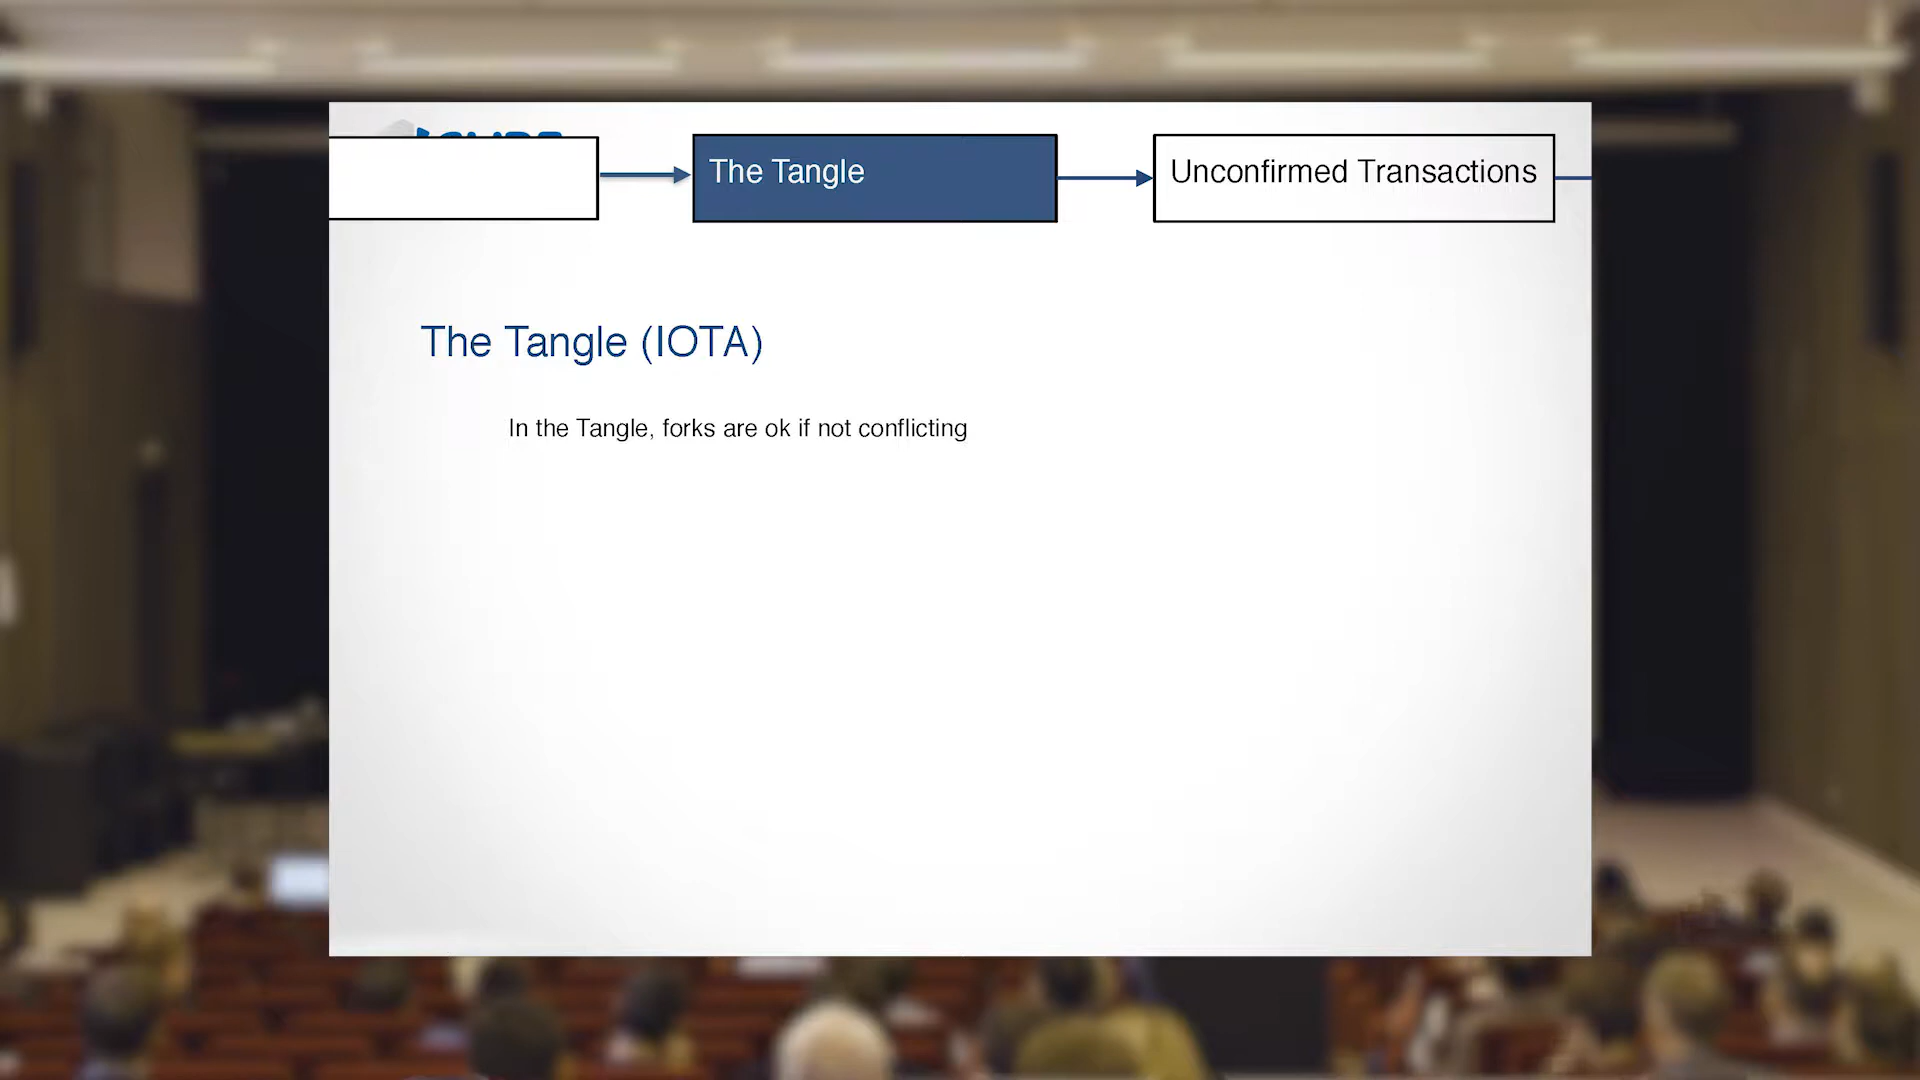 The Tangle
Unconfirmed Transactions
The Tangle (IOTA)
In the Tangle, forks are ok if not conflicting